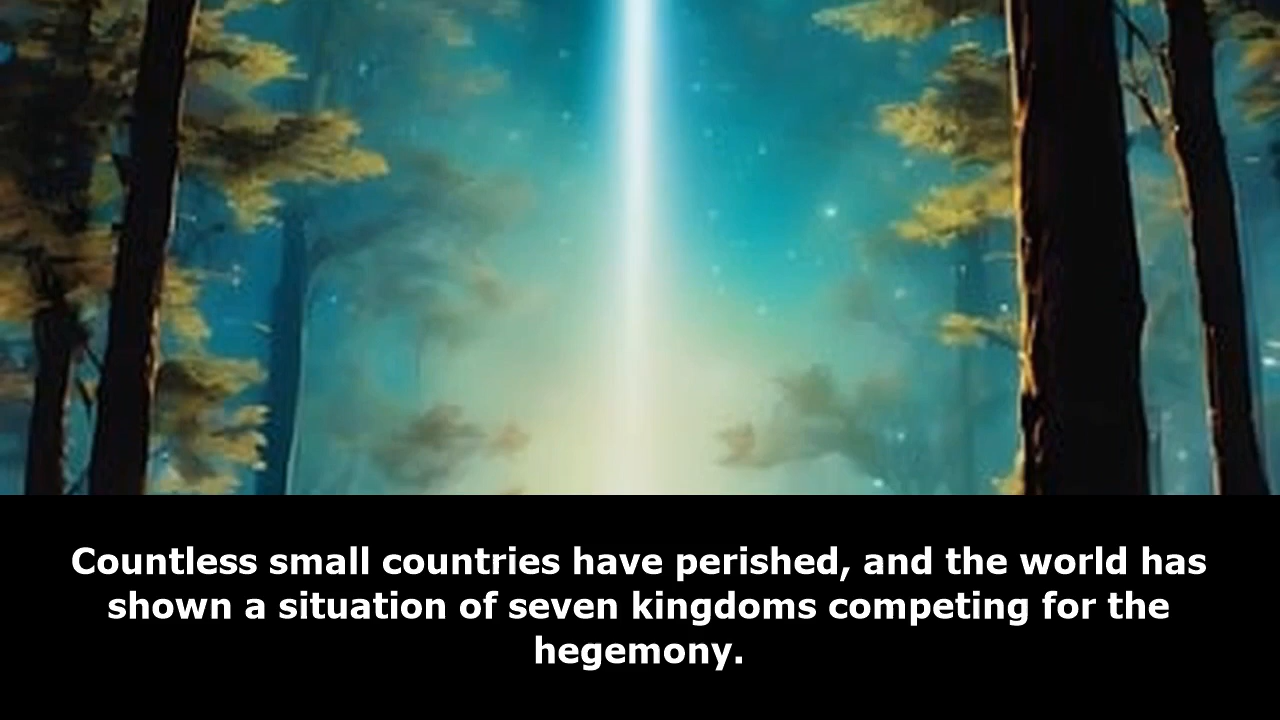 Countless small countries have perished, and the world has
shown a situation of seven kingdoms competing for the
hegemony.